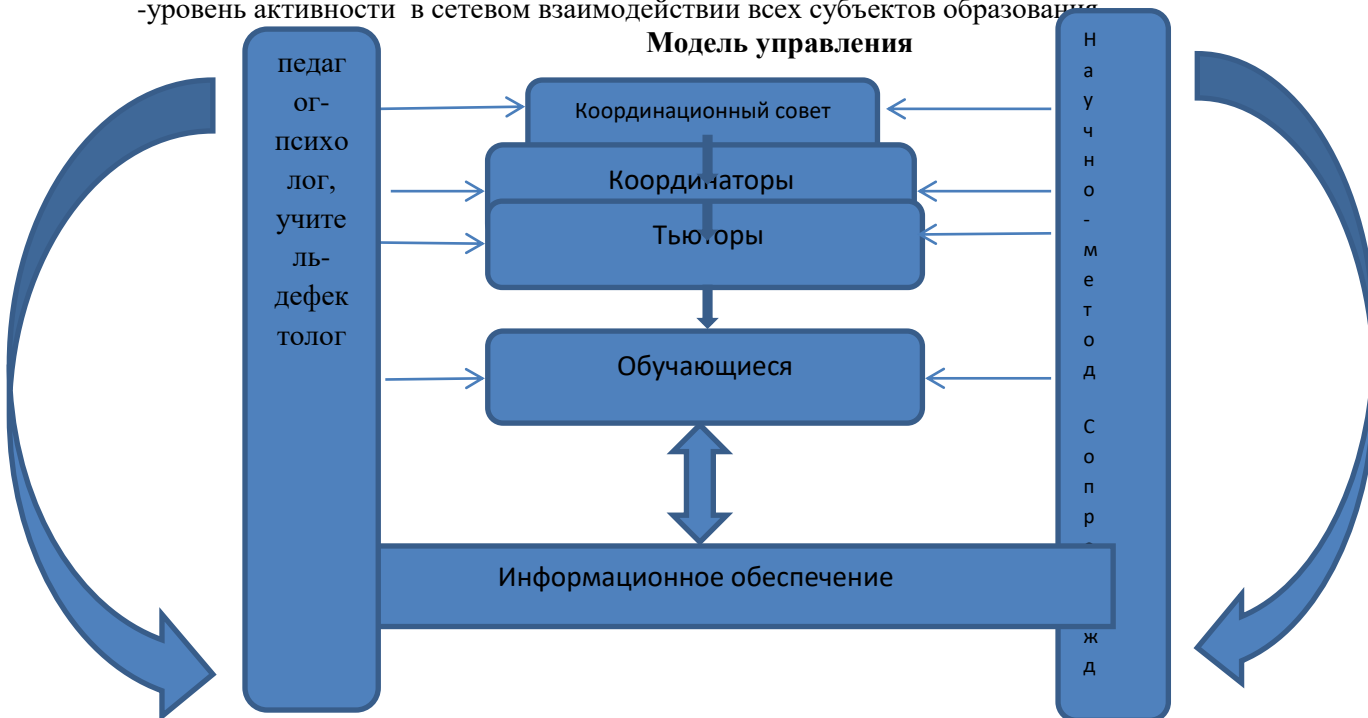 -уровень активности в сетевом взаимодействии всех субъектов образования
Модель управления
педаг
ог-
психо
лог,
учите
ль-
дефек
толог
Координационный совет
Координаторы
Тьюторы
Обучающиеся
Информационное обеспечение
Н
а
у
ч
н
о
-
м
е
т
о
д
С
о
п
р
ж
д